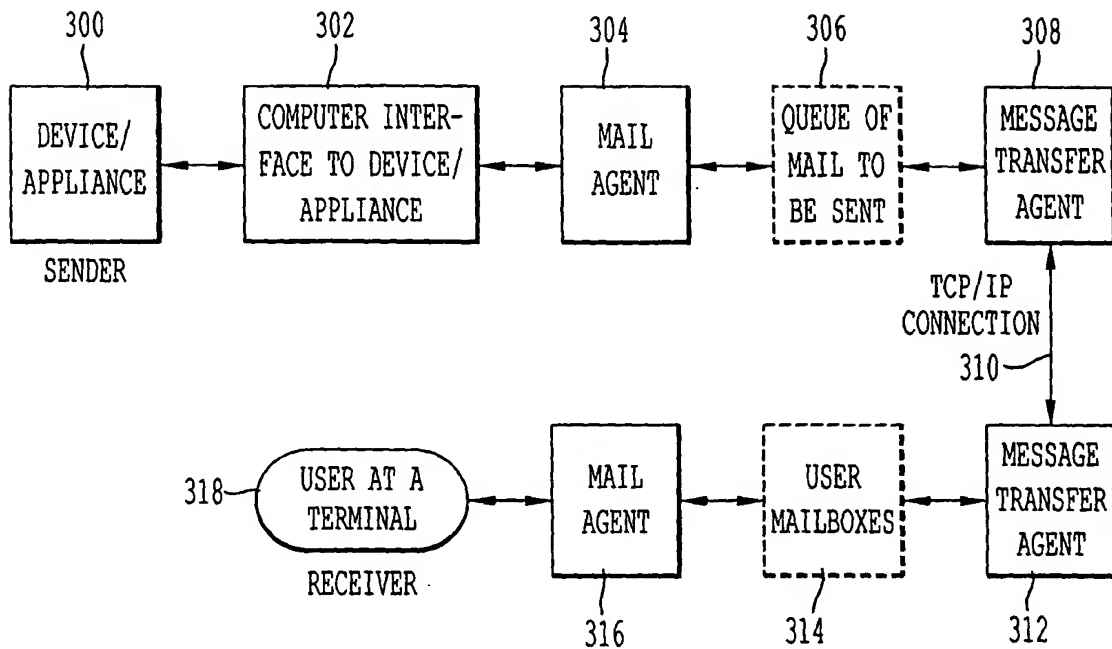 300
302
304
306
308
DEVICE/
APPLIANCE
COMPUTER INTER-
FACE TO DEVICE/
APPLIANCE
MAIL
AGENT
QUEUE OF
MAIL TO
BE SENT
MESSAGE
TRANSFER
AGENT
SENDER
TCP/IP
CONNECTION
310
318
USER AT A
TERMINAL
RECEIVER
MAIL
AGENT
316
USER
MAILBOXES
314
MESSAGE
TRANSFER
AGENT
312